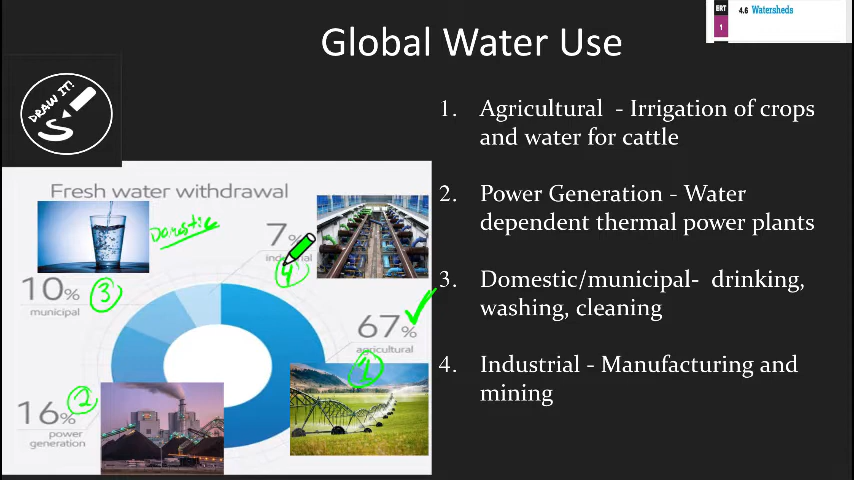 Global Water Use
ERT
1
4.6 Watersheds
DRAW IT!
1. Agricultural - Irrigation of crops
and water for cattle
2. Power Generation - Water
dependent thermal power plants
3. Domestic/municipal- drinking,
washing, cleaning
4. Industrial - Manufacturing and
mining
Fresh water withdrawal
Domestic
7%
industrial
4
10%
municipal
3
67%
agricultural
1
16%
power
generation
2